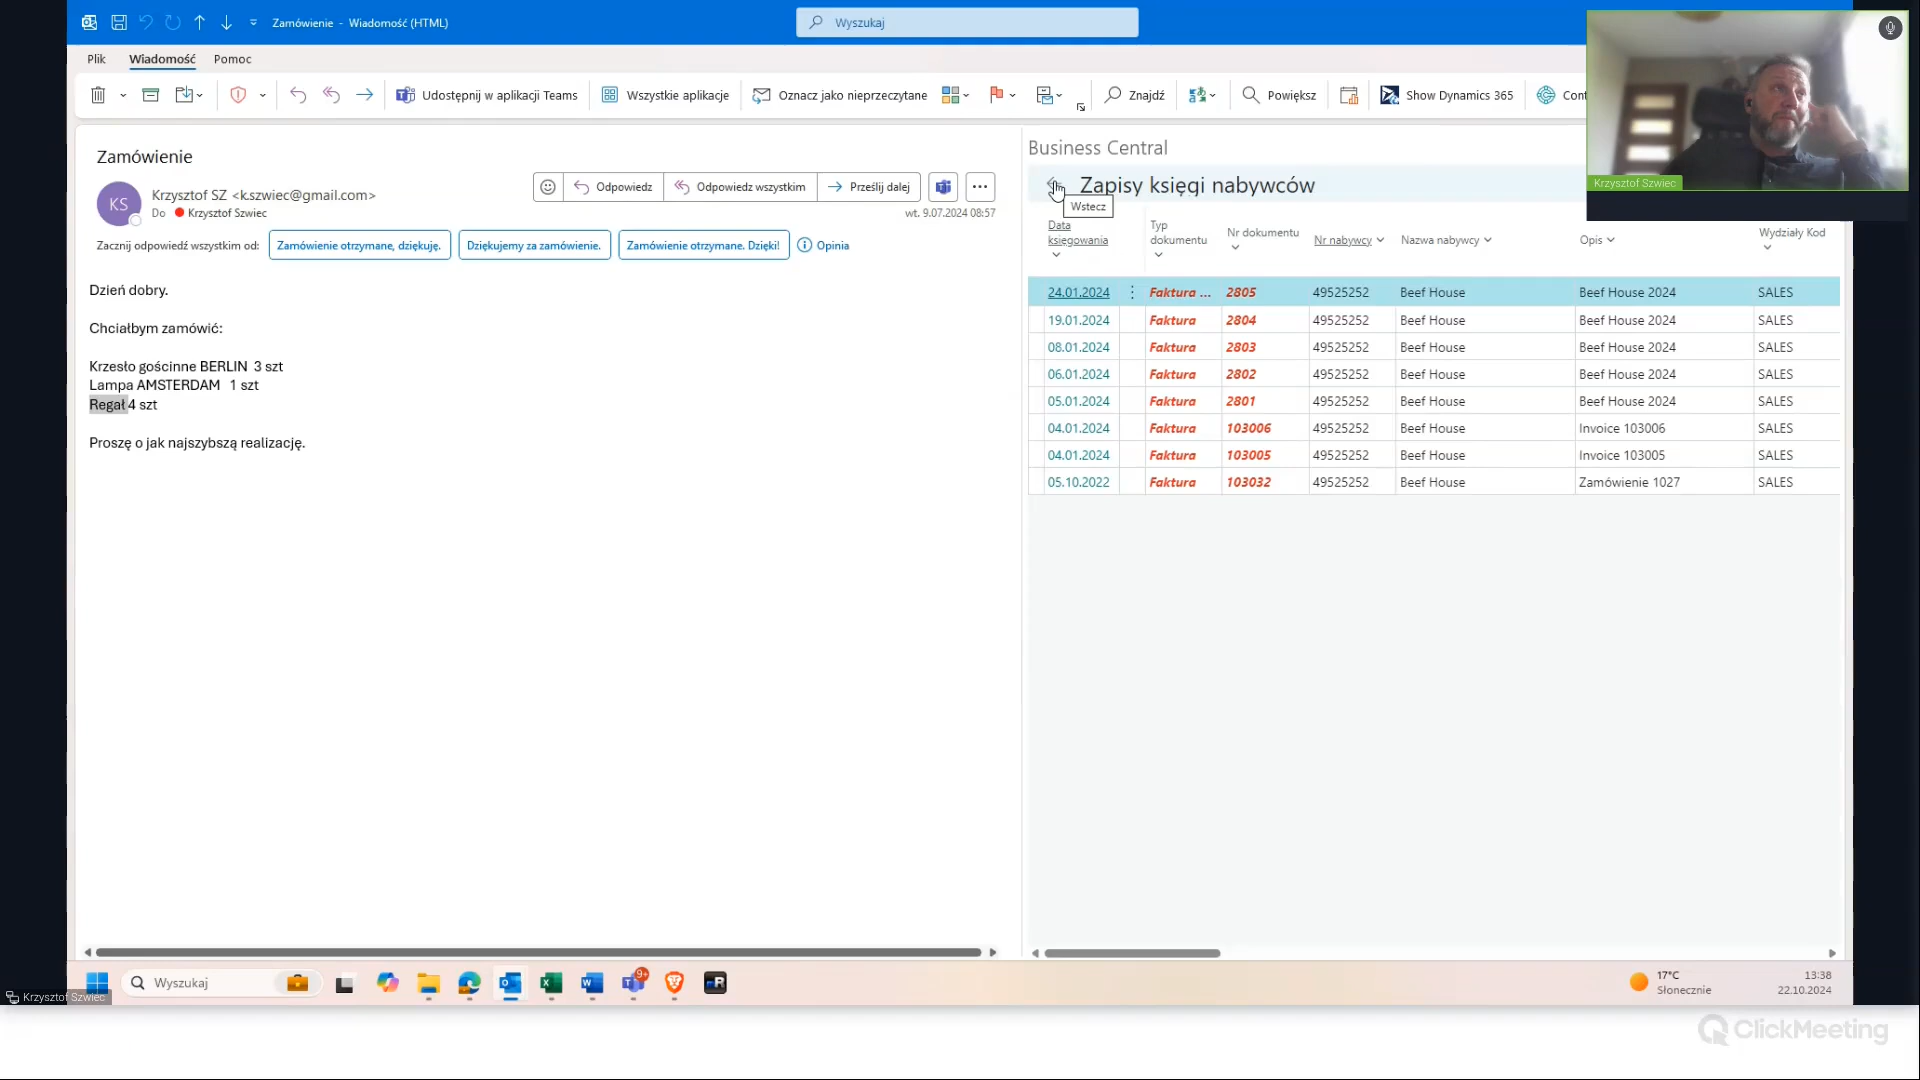 Zamówienie - Wiadomość (HTML)
Wyszukaj
Plik Wiadomość Pomoc
Udostępnij w aplikacji Teams
Wszystkie aplikacje
Oznacz jako nieprzeczytane
Znajdź
Powiększ
Show Dynamics 365
Krzysztof Szwiec
Zamówienie
KS
Krzysztof SZ <k.szwiec@gmail.com>
Do Krzysztof Szwiec
Odpowiedz
Odpowiedz wszystkim
Prześlij dalej
wt. 9.07.2024 08:57
Zacznij odpowiedź wszystkim od: Zamówienie otrzymane, dziękuję. Dziękujemy za zamówienie. Zamówienie otrzymane. Dzięki! Opinia
Dzień dobry.
Chciałbym zamówić:
Krzesło gościnne BERLIN 3 szt
Lampa AMSTERDAM 1 szt
Regał 4 szt
Proszę o jak najszybszą realizację.
Business Central
Zapisy księgi nabywców
Wstecz
Data księgowania Typ dokumentu Nr dokumentu Nr nabywcy Nazwa nabywcy Opis Wydziały Kod
24.01.2024 Faktura ... 2805 49525252 Beef House Beef House 2024 SALES
19.01.2024 Faktura 2804 49525252 Beef House Beef House 2024 SALES
08.01.2024 Faktura 2803 49525252 Beef House Beef House 2024 SALES
06.01.2024 Faktura 2802 49525252 Beef House Beef House 2024 SALES
05.01.2024 Faktura 2801 49525252 Beef House Beef House 2024 SALES
04.01.2024 Faktura 103006 49525252 Beef House Invoice 103006 SALES
04.01.2024 Faktura 103005 49525252 Beef House Invoice 103005 SALES
05.10.2022 Faktura 103032 49525252 Beef House Zamówienie 1027 SALES
Wyszukaj
9+
17°C
Słonecznie
13:38
22.10.2024
Krzysztof Szwiec
ClickMeeting